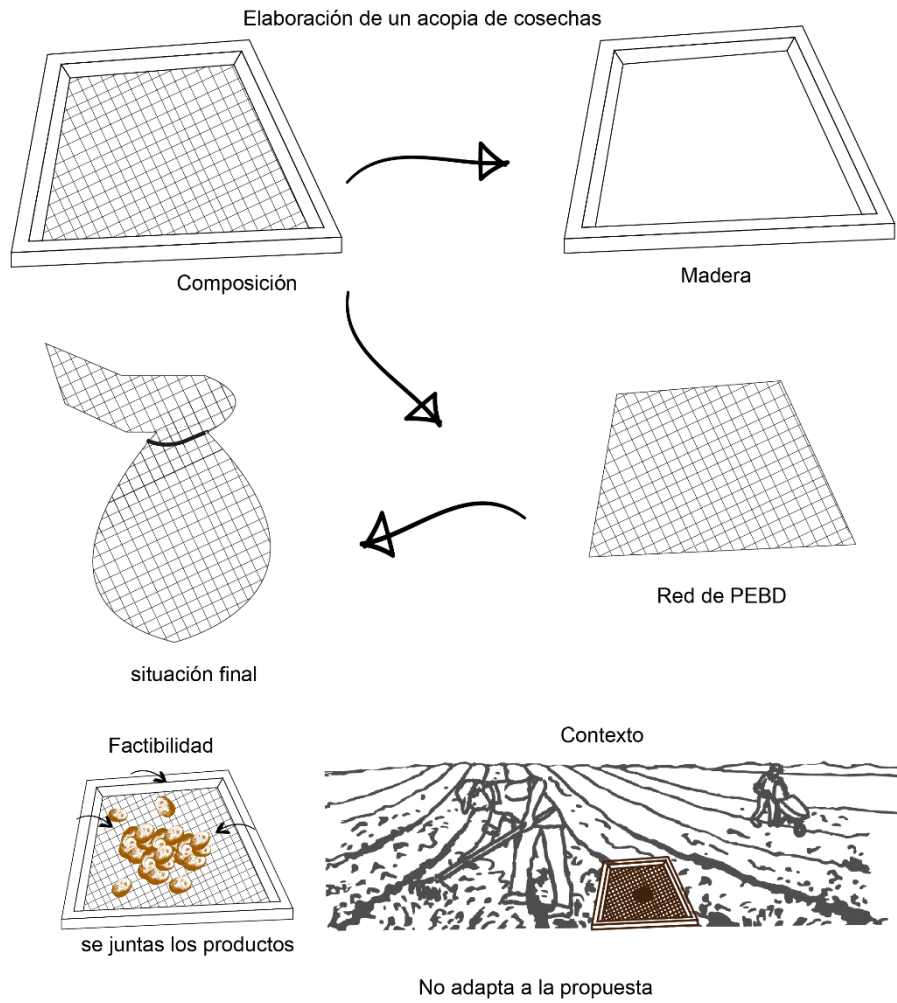 Elaboración de un acopia de cosechas
Composición
Madera
Red de PEBD
situación final
Factibilidad
Contexto
se juntas los productos
No adapta a la propuesta